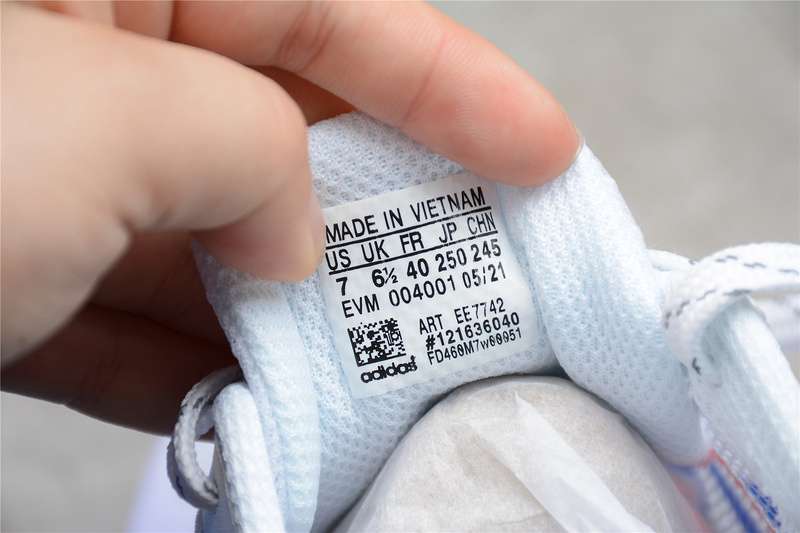 MADE IN VIETNAM
US UK FR JP CHN
7 6½ 40 250 245
EVM 004001 05/21
ART EE7742
#121636040
FD460M7w00051
adidas